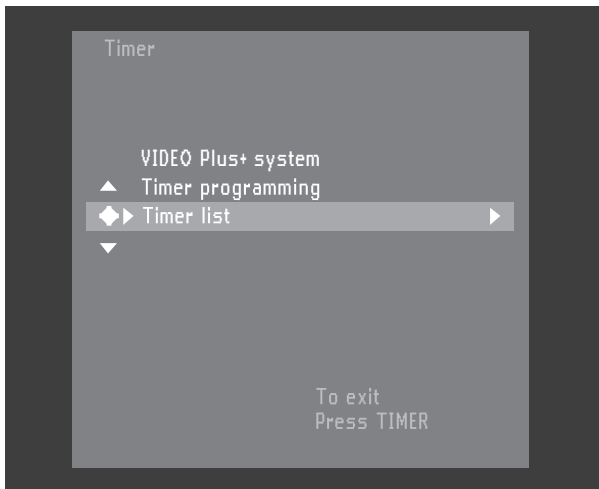 Timer
VIDEO Plus+ system
Timer programming
Timer list
To exit
Press TIMER